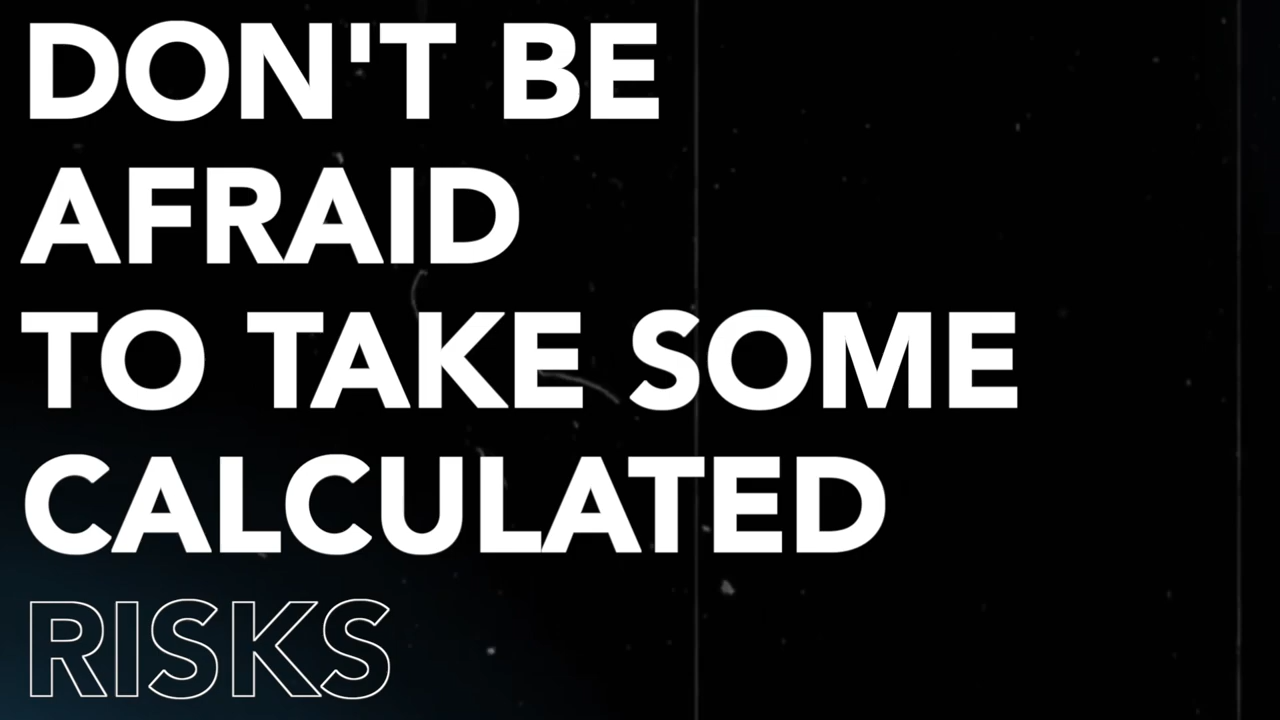 DON'T BE
AFRAID
TO TAKE SOME
CALCULATED
RISKS